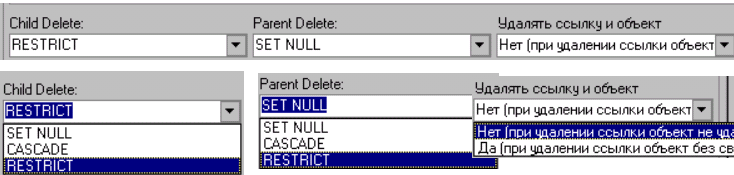 Child Delete: Parent Delete: Удалять ссылку и объект
RESTRICT SET NULL Нет (при удалении ссылки объект
Child Delete: Parent Delete: Удалять ссылку и объект
RESTRICT SET NULL Нет (при удалении ссылки объект
SET NULL SET NULL Нет (при удалении ссылки объект не уда
CASCADE CASCADE Да (при удалении ссылки объект без св
RESTRICT RESTRICT